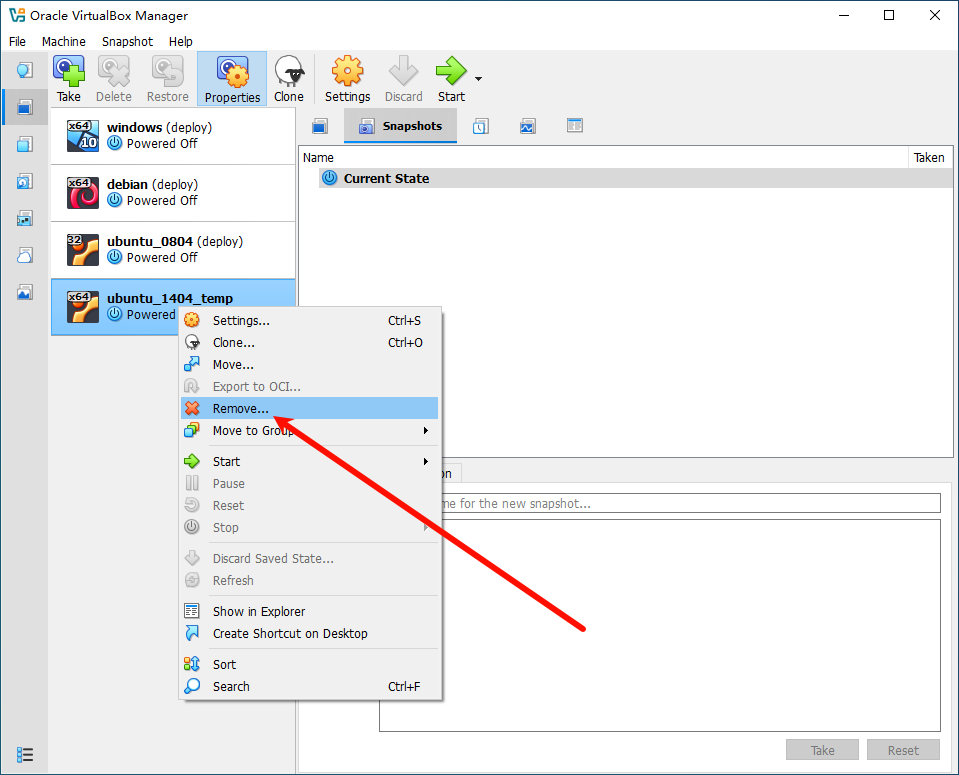 Oracle VirtualBox Manager
File Machine Snapshot Help
Take Delete Restore Properties Clone Settings Discard Start
x64 10 windows (deploy)
Powered Off
x64 debian (deploy)
Powered Off
32 ubuntu_0804 (deploy)
Powered Off
x64 ubuntu_1404_temp
Powered
Snapshots
Name Taken
Current State
Settings... Ctrl+S
Clone... Ctrl+O
Move...
Export to OCI...
Remove...
Move to Group
Start
Pause
Reset
Stop
Discard Saved State...
Refresh
Show in Explorer
Create Shortcut on Desktop
Sort
Search Ctrl+F
on
me for the new snapshot...
Take Reset